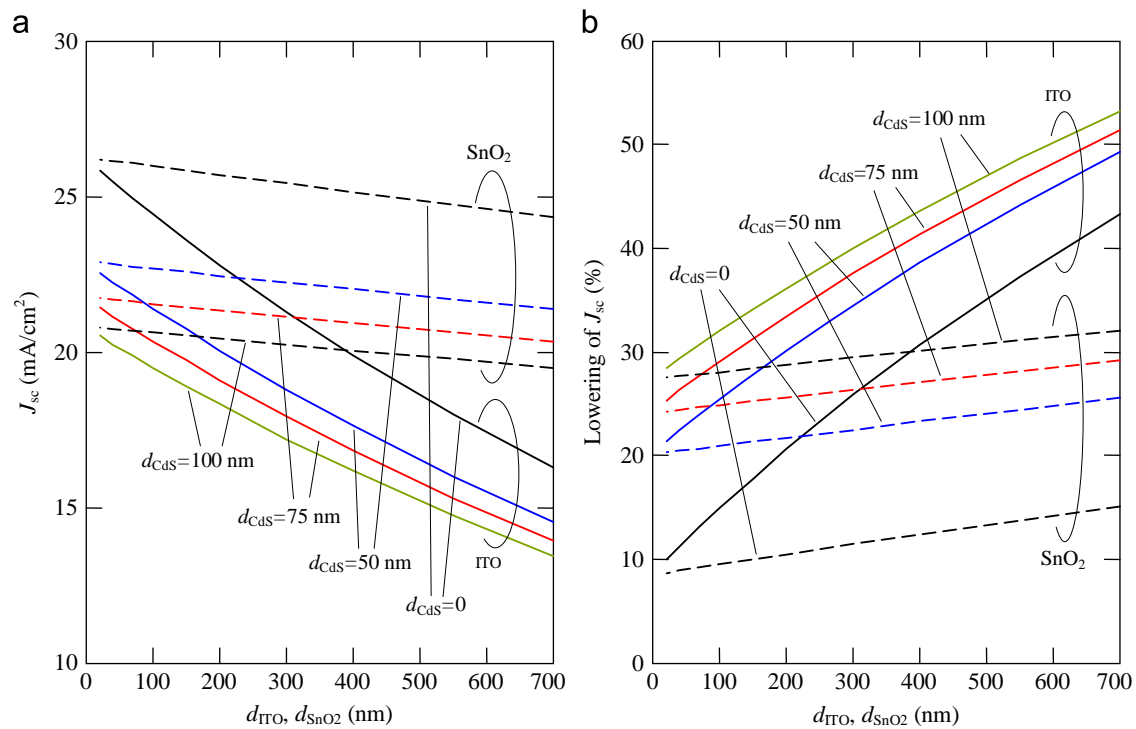 a
J_sc (mA/cm²)
30
25
20
15
10
0 100 200 300 400 500 600 700
d_ITO, d_SnO2 (nm)
SnO₂
d_CdS=100 nm
d_CdS=75 nm
d_CdS=50 nm
d_CdS=0
ITO
b
Lowering of J_sc (%)
60
50
40
30
20
10
0
0 100 200 300 400 500 600 700
d_ITO, d_SnO2 (nm)
ITO
d_CdS=100 nm
d_CdS=75 nm
d_CdS=50 nm
d_CdS=0
SnO₂